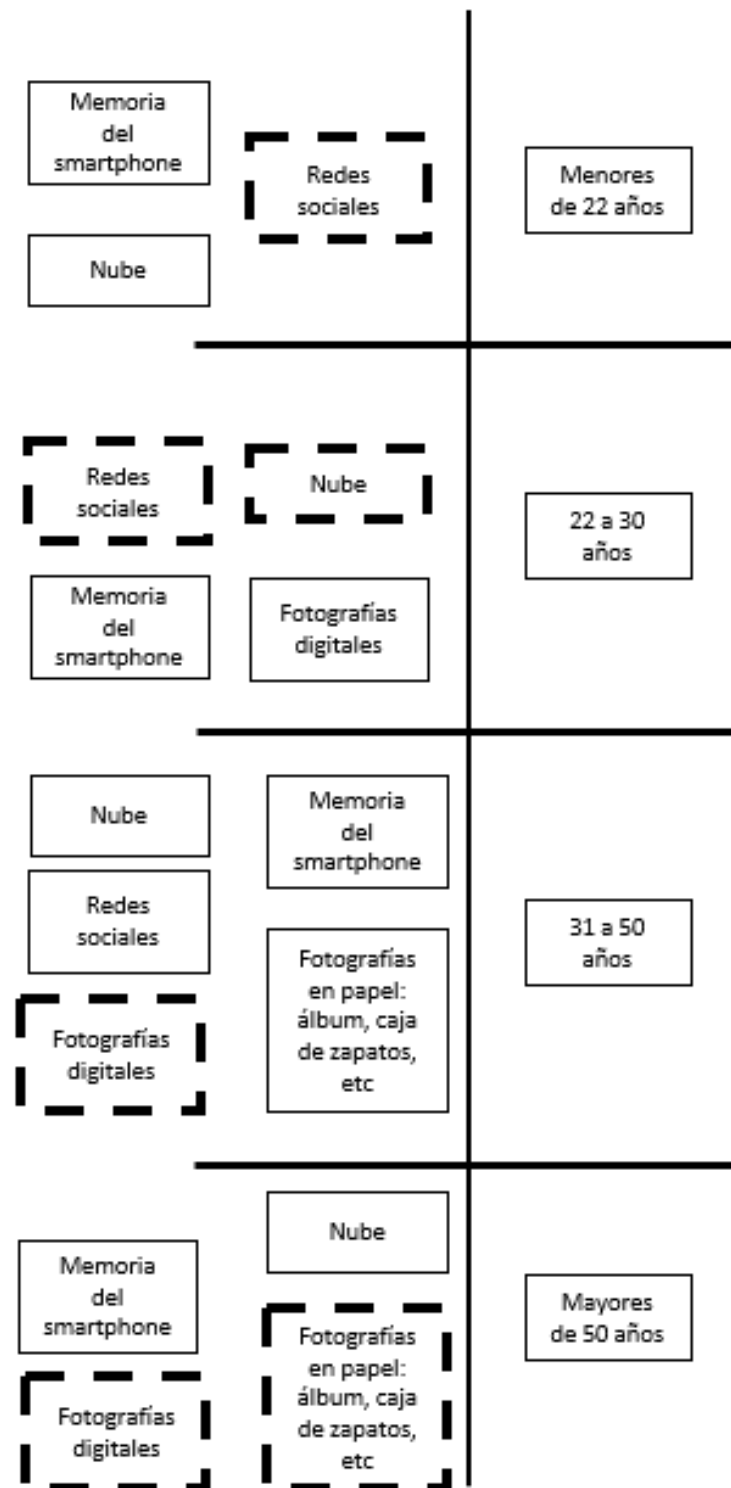 Memoria
del
smartphone
Nube
Redes
sociales
Menores
de 22 años
Redes
sociales
Nube
Memoria
del
smartphone
Fotografías
digitales
22 a 30
años
Nube
Redes
sociales
Fotografías
digitales
Memoria
del
smartphone
Fotografías
en papel:
álbum, caja
de zapatos,
etc
31 a 50
años
Memoria
del
smartphone
Fotografías
digitales
Nube
Fotografías
en papel:
álbum, caja
de zapatos,
etc
Mayores
de 50 años